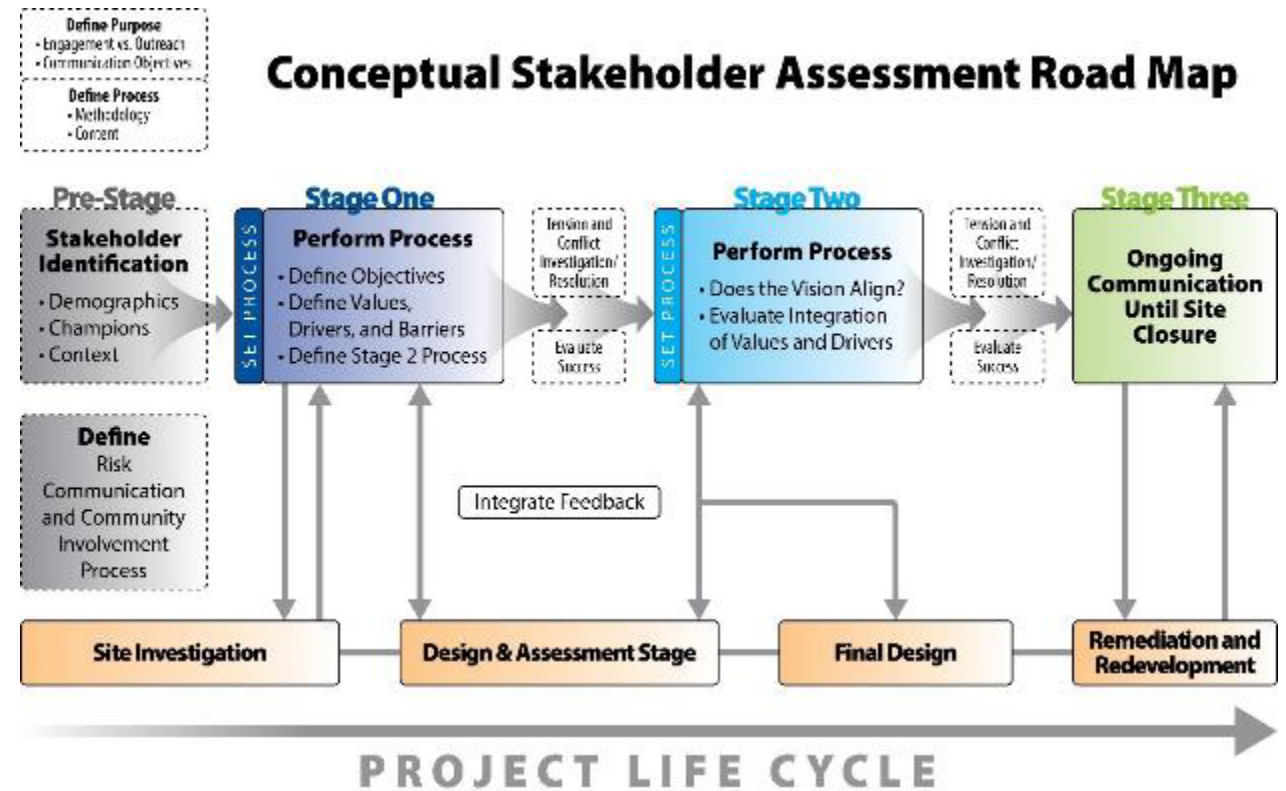 Define Purpose
• Engagement vs. Outreach
• Communication Objectives
Define Process
• Methodology
• Content
Conceptual Stakeholder Assessment Road Map
Pre-Stage
Stakeholder
Identification
• Demographics
• Champions
• Context
Stage One
SET PROCESS
Perform Process
• Define Objectives
• Define Values,
Drivers, and Barriers
• Define Stage 2 Process
Tension and
Conflict
Investigation/
Resolution
Evaluate
Success
Stage Two
SET PROCESS
Perform Process
• Does the Vision Align?
• Evaluate Integration
of Values and Drivers
Tension and
Conflict
Investigation/
Resolution
Evaluate
Success
Stage Three
Ongoing
Communication
Until Site
Closure
Define
Risk
Communication
and Community
Involvement
Process
Integrate Feedback
Site Investigation
Design & Assessment Stage
Final Design
Remediation and
Redevelopment
PROJECT LIFE CYCLE